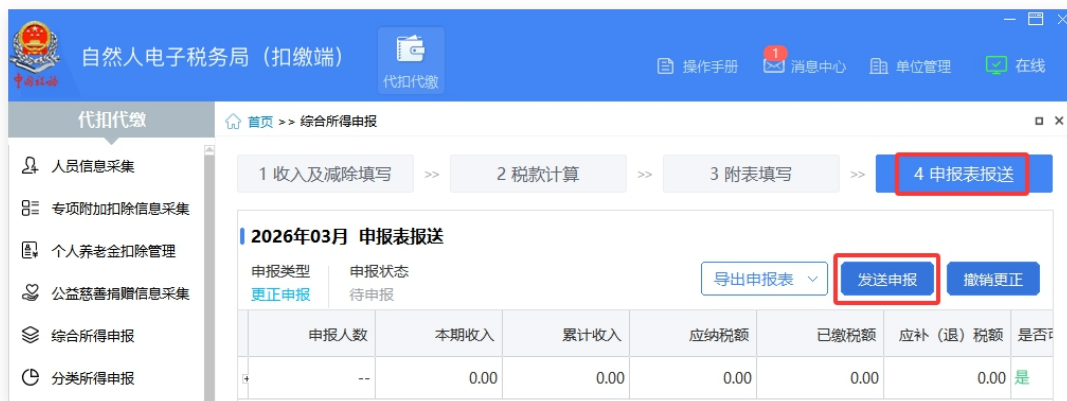 自然人电子税务局（扣缴端）
代扣代缴
操作手册
1
消息中心
单位管理
在线
中国税务
代扣代缴
首页 >> 综合所得申报
人员信息采集
专项附加扣除信息采集
个人养老金扣除管理
公益慈善捐赠信息采集
综合所得申报
分类所得申报
1 收入及减除填写 >> 2 税款计算 >> 3 附表填写 >> 4 申报表报送
2026年03月 申报表报送
申报类型 申报状态
更正申报 待申报
导出申报表 发送申报 撤销更正
申报人数 本期收入 累计收入 应纳税额 已缴税额 应补（退）税额
-- 0.00 0.00 0.00 0.00 0.00 是